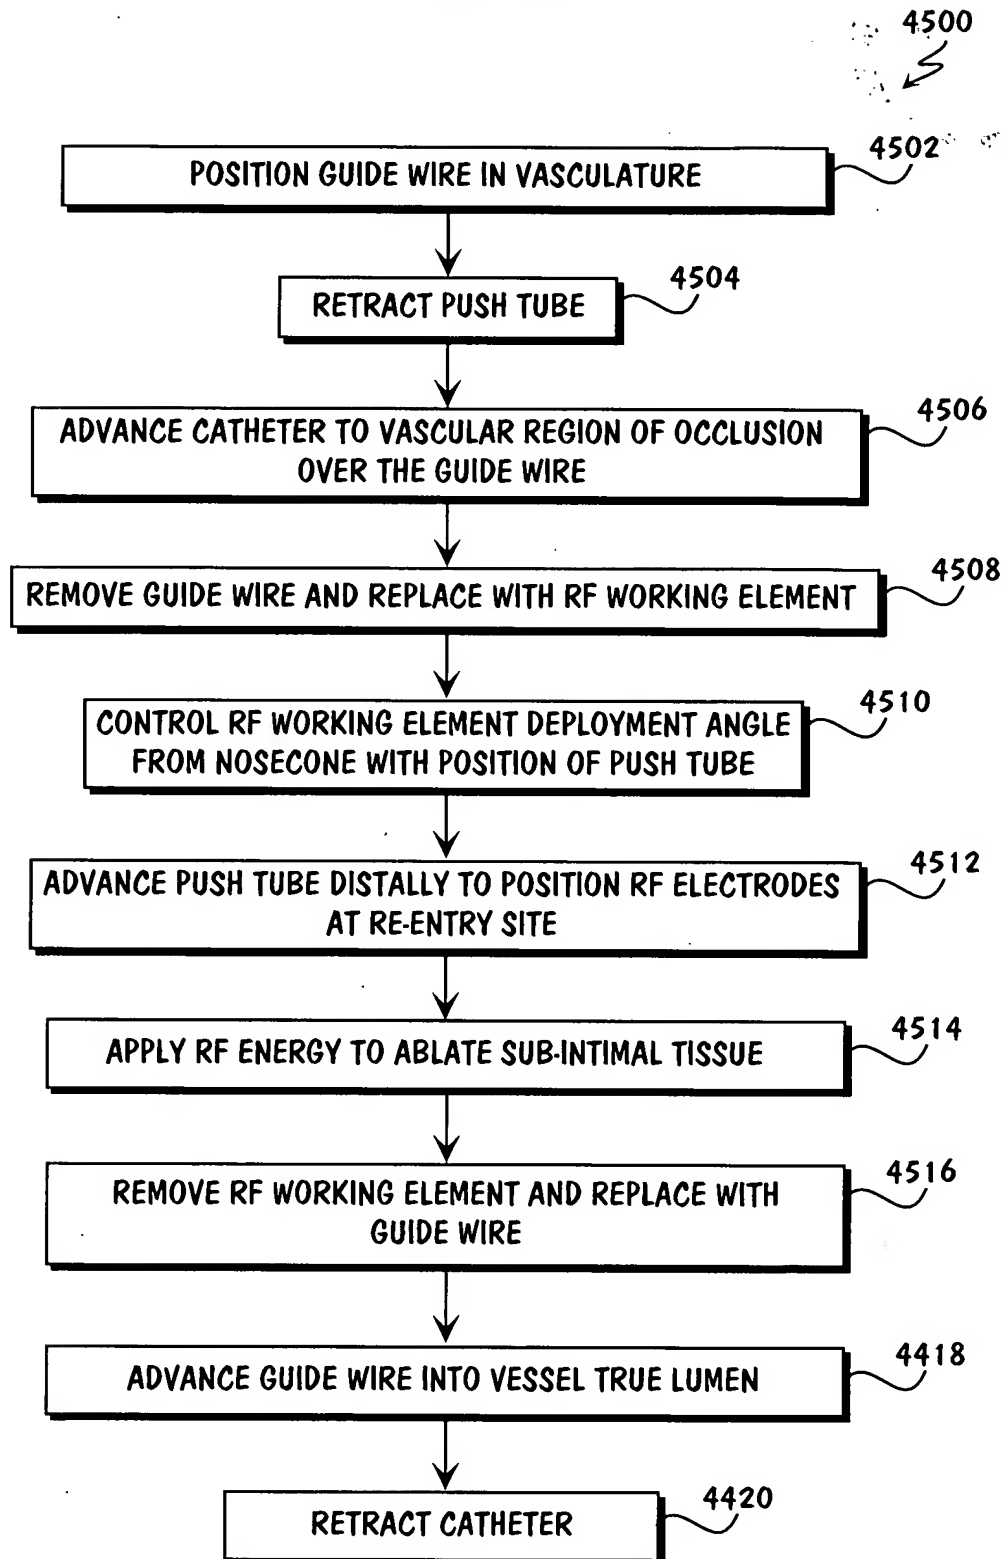 4500
4502
POSITION GUIDE WIRE IN VASCULATURE
4504
RETRACT PUSH TUBE
4506
ADVANCE CATHETER TO VASCULAR REGION OF OCCLUSION
OVER THE GUIDE WIRE
4508
REMOVE GUIDE WIRE AND REPLACE WITH RF WORKING ELEMENT
4510
CONTROL RF WORKING ELEMENT DEPLOYMENT ANGLE
FROM NOSECONE WITH POSITION OF PUSH TUBE
4512
ADVANCE PUSH TUBE DISTALLY TO POSITION RF ELECTRODES
AT RE-ENTRY SITE
4514
APPLY RF ENERGY TO ABLATE SUB-INTIMAL TISSUE
4516
REMOVE RF WORKING ELEMENT AND REPLACE WITH
GUIDE WIRE
4418
ADVANCE GUIDE WIRE INTO VESSEL TRUE LUMEN
4420
RETRACT CATHETER